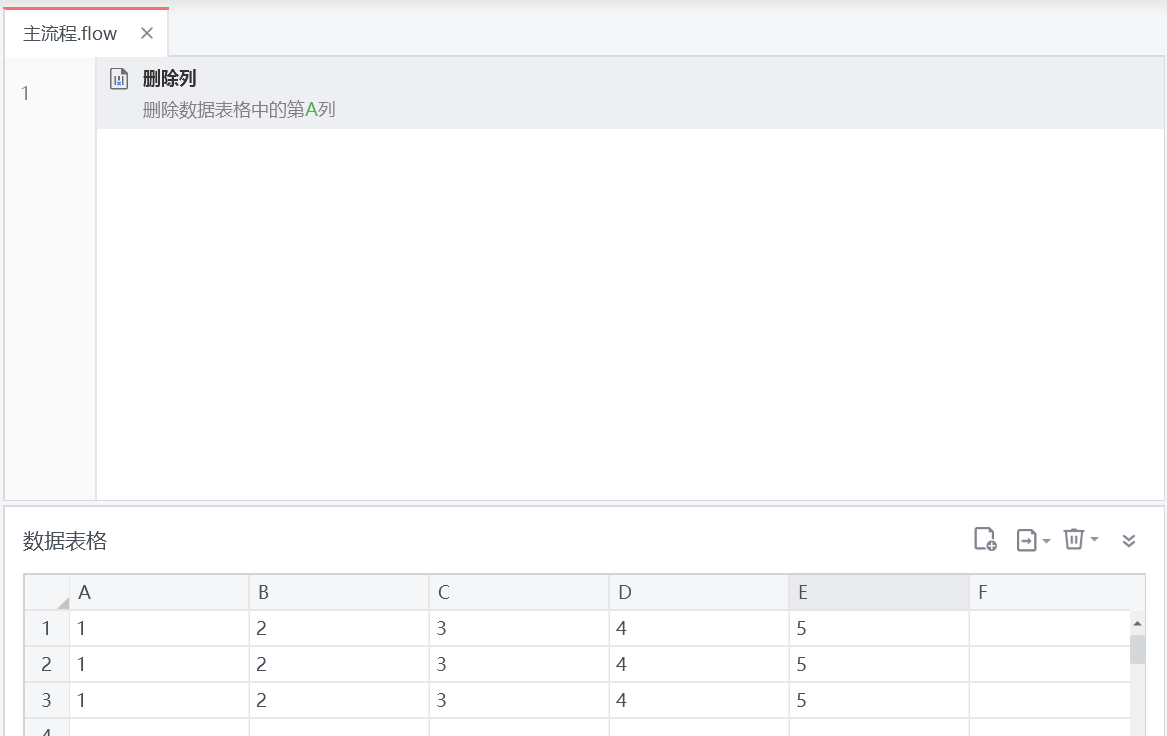 主流程.flow
1
删除列
删除数据表格中的第A列
数据表格
A B C D E F
1 1 2 3 4 5
2 1 2 3 4 5
3 1 2 3 4 5
4